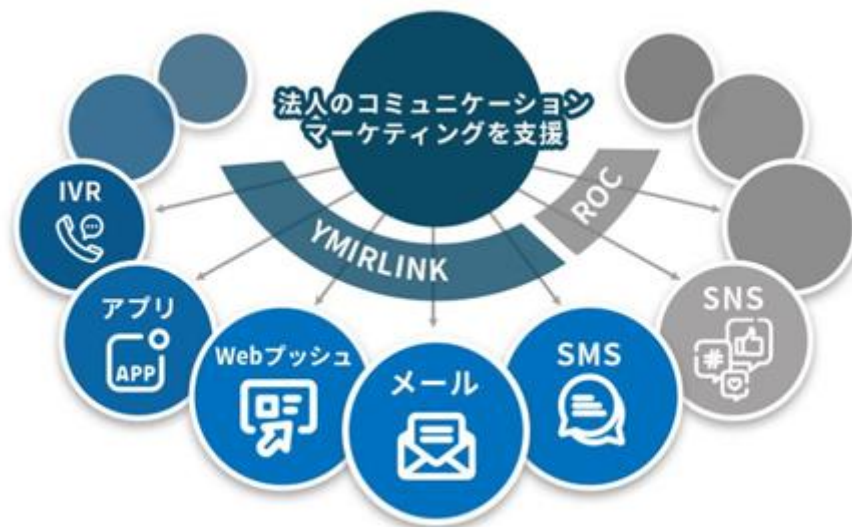 法人のコミュニケーション
マーケティングを支援
YMIRLINK
ROC
IVR
アプリ
APP
Webプッシュ
メール
SMS
SNS
#